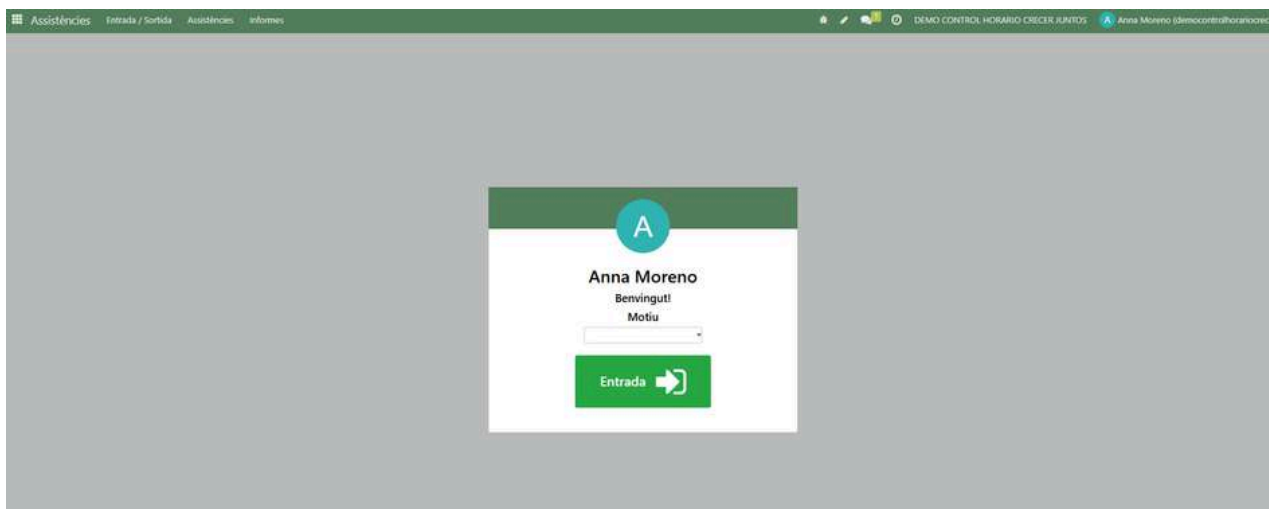 Assistències Entrada / Sortida Assistències Informes DEMO CONTROL HORARIO CRECER JUNTOS A Anna Moreno (democontrolhorariocrec
A
Anna Moreno
Benvingut!
Motiu
Entrada